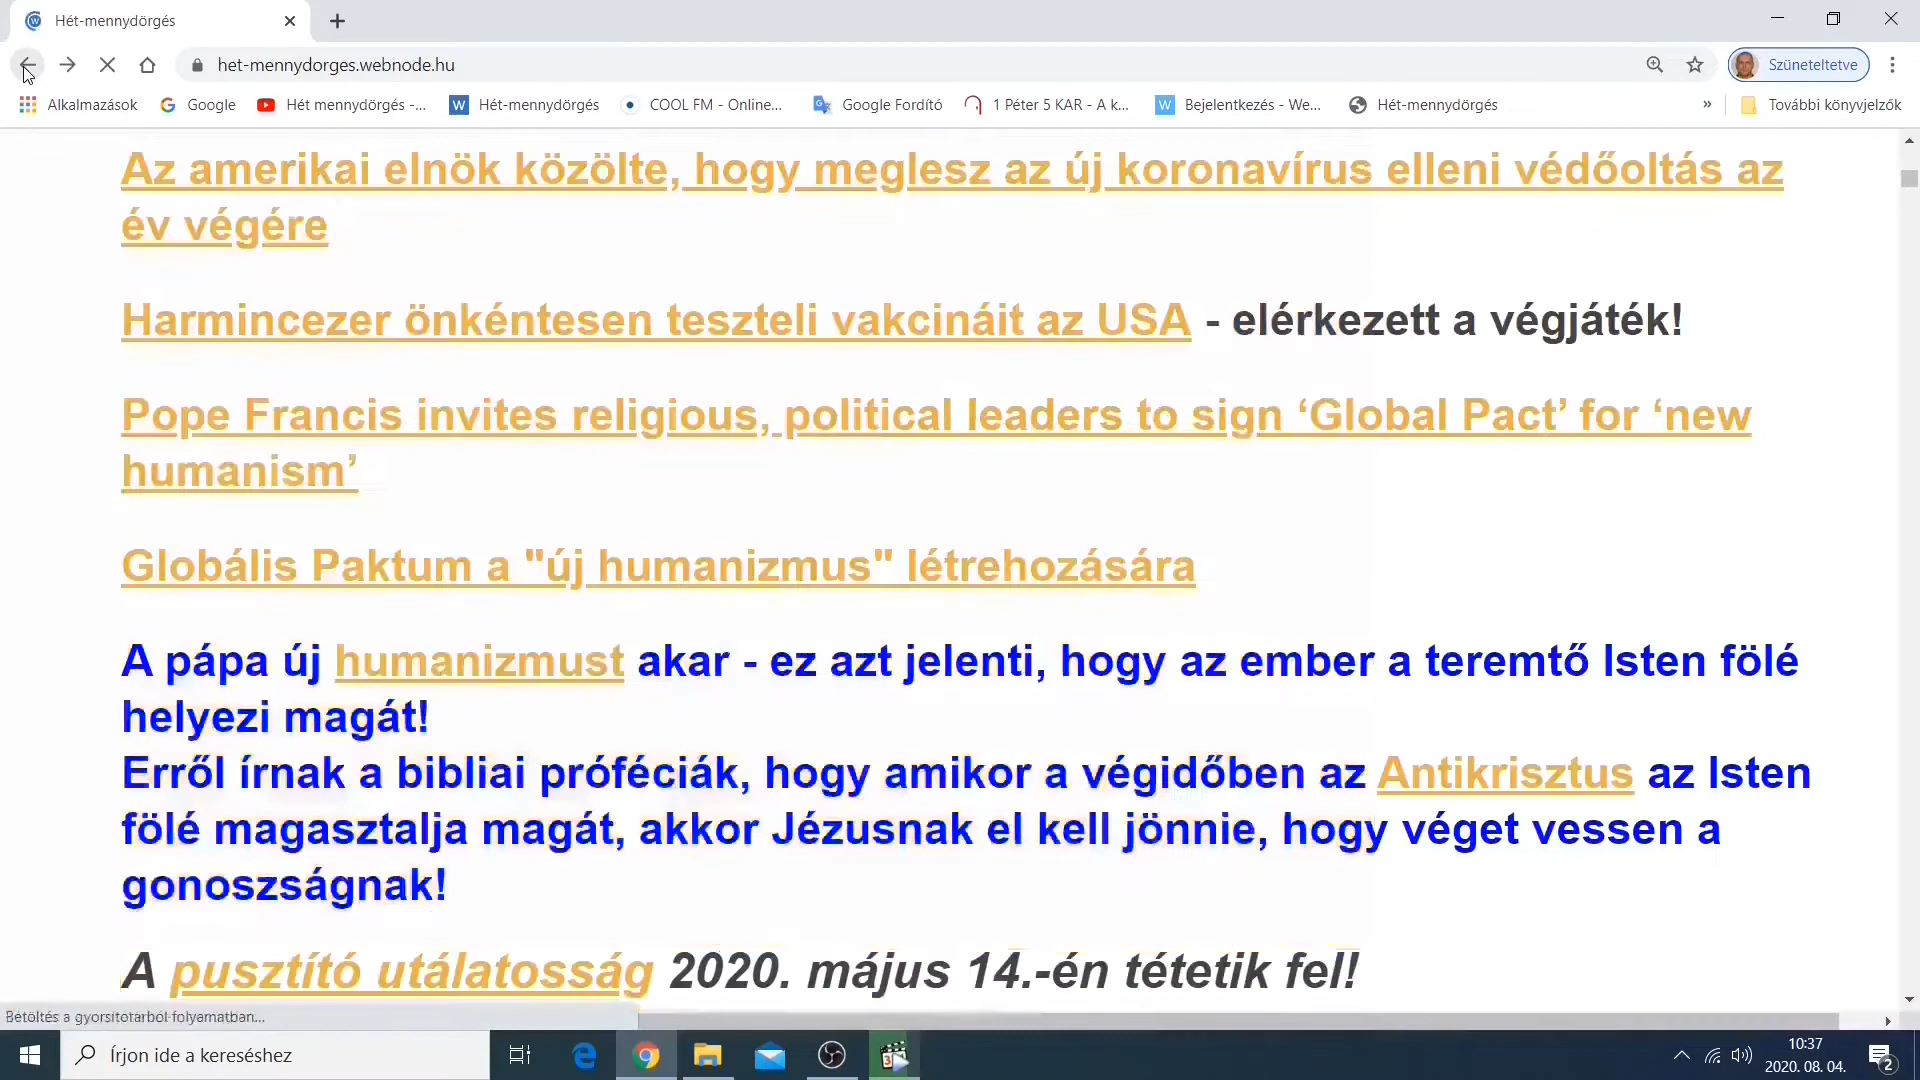 Hét-mennydörgés
het-mennydorges.webnode.hu
Szüneteltetve
Alkalmazások
Google
Hét mennydörgés -...
Hét-mennydörgés
COOL FM - Online...
Google Fordító
1 Péter 5 KAR - A k...
Bejelentkezés - We...
Hét-mennydörgés
»
További könyvjelzők
Az amerikai elnök közölte, hogy meglesz az új koronavírus elleni védőoltás az
év végére
Harmincezer önkéntesen teszteli vakcináit az USA - elérkezett a végjáték!
Pope Francis invites religious, political leaders to sign ‘Global Pact’ for ‘new
humanism’
Globális Paktum a "új humanizmus" létrehozására
A pápa új humanizmust akar - ez azt jelenti, hogy az ember a teremtő Isten fölé
helyezi magát!
Erről írnak a bibliai próféciák, hogy amikor a végidőben az Antikrisztus az Isten
fölé magasztalja magát, akkor Jézusnak el kell jönnie, hogy véget vessen a
gonoszságnak!
A pusztító utálatosság 2020. május 14.-én tétetik fel!
Betöltés a gyorsítótárból folyamatban...
Írjon ide a kereséshez
10:37
2020. 08. 04.
2